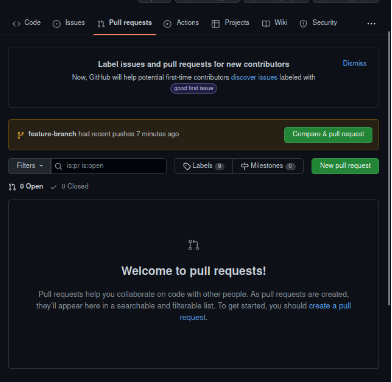 Code Issues Pull requests Actions Projects Wiki Security
Label issues and pull requests for new contributors
Dismiss
Now, GitHub will help potential first-time contributors discover issues labeled with
good first issue
feature-branch had recent pushes 7 minutes ago
Compare & pull request
Filters is:pr is:open Labels 9 Milestones 0 New pull request
0 Open 0 Closed
Welcome to pull requests!
Pull requests help you collaborate on code with other people. As pull requests are created,
they'll appear here in a searchable and filterable list. To get started, you should create a pull
request.